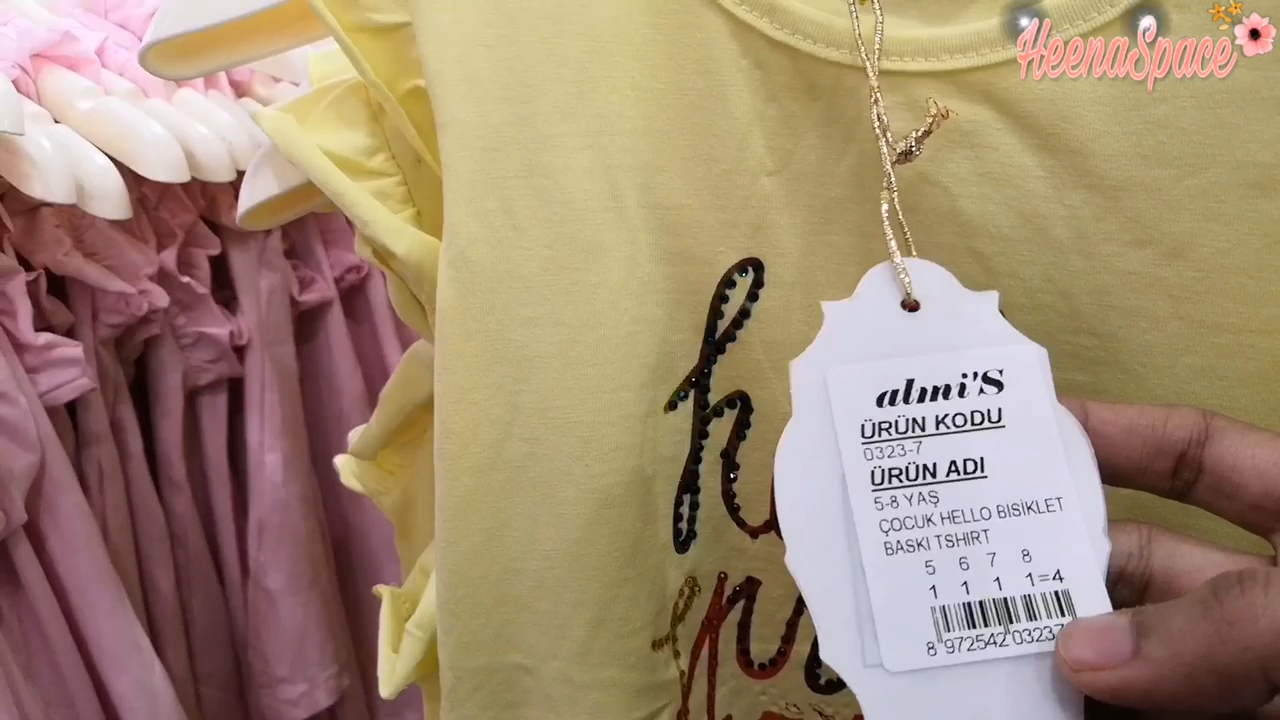 HeenaSpace
h
almi'S
ÜRÜN KODU
0323-7
ÜRÜN ADI
5-8 YAŞ
ÇOCUK HELLO BISIKLET
BASKI TSHIRT
5 6 7 8
1 1 1 1=4
8 972542 03237